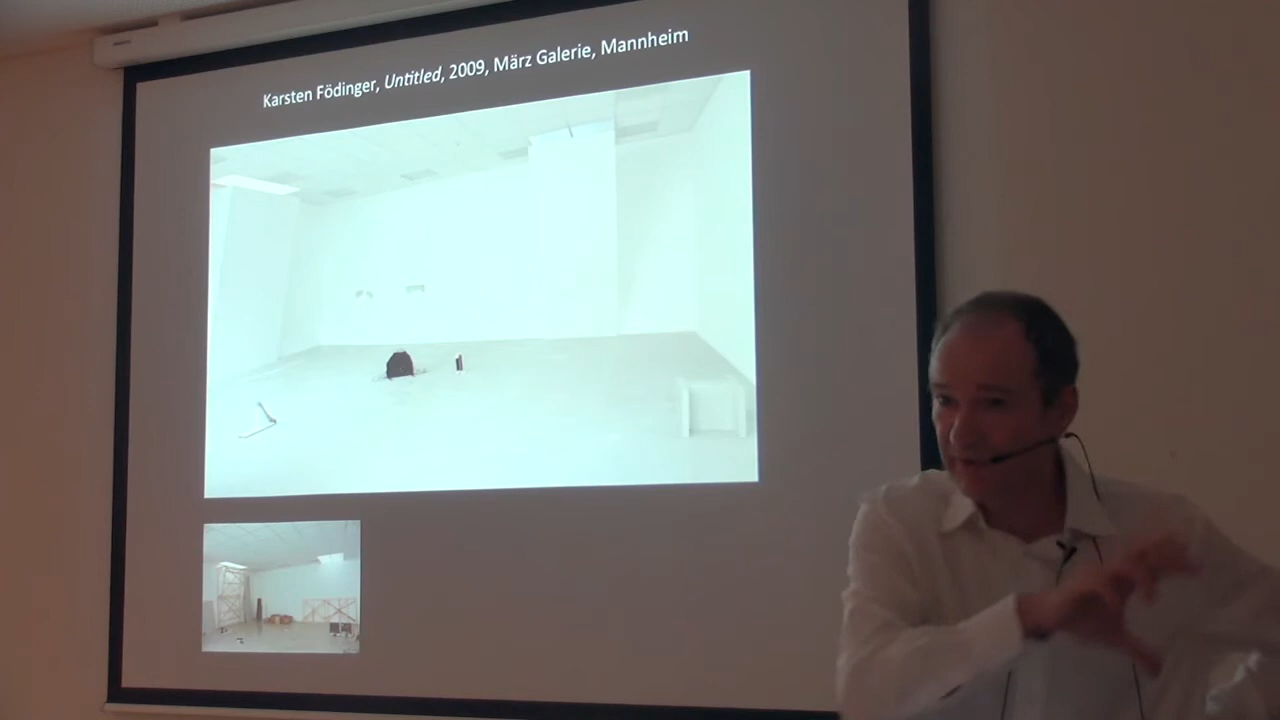 Karsten Födinger, Untitled, 2009, März Galerie, Mannheim